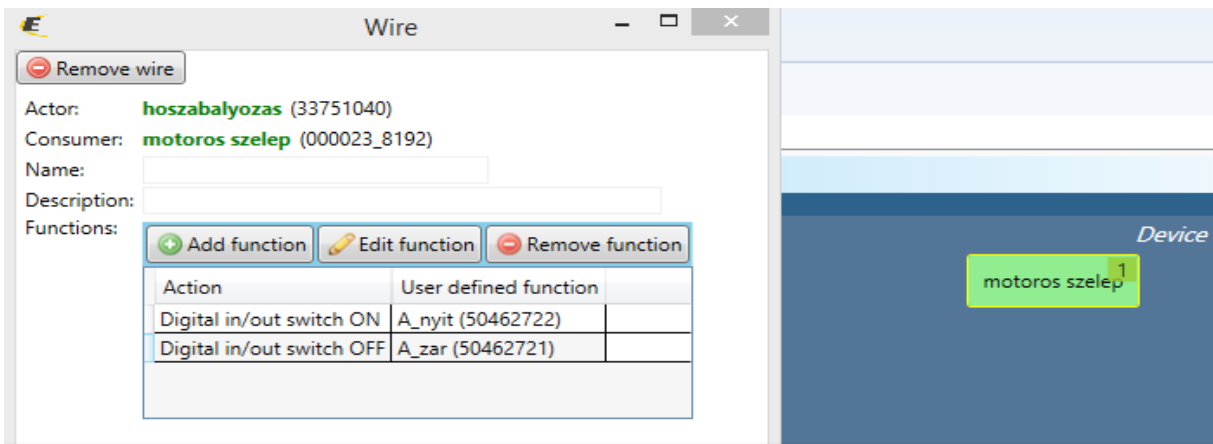 Wire
Remove wire
Actor: hoszabalyozas (33751040)
Consumer: motoros szelep (000023_8192)
Name:
Description:
Functions:
Add function Edit function Remove function
Action User defined function
Digital in/out switch ON A_nyit (50462722)
Digital in/out switch OFF A_zar (50462721)
Device
motoros szelep 1